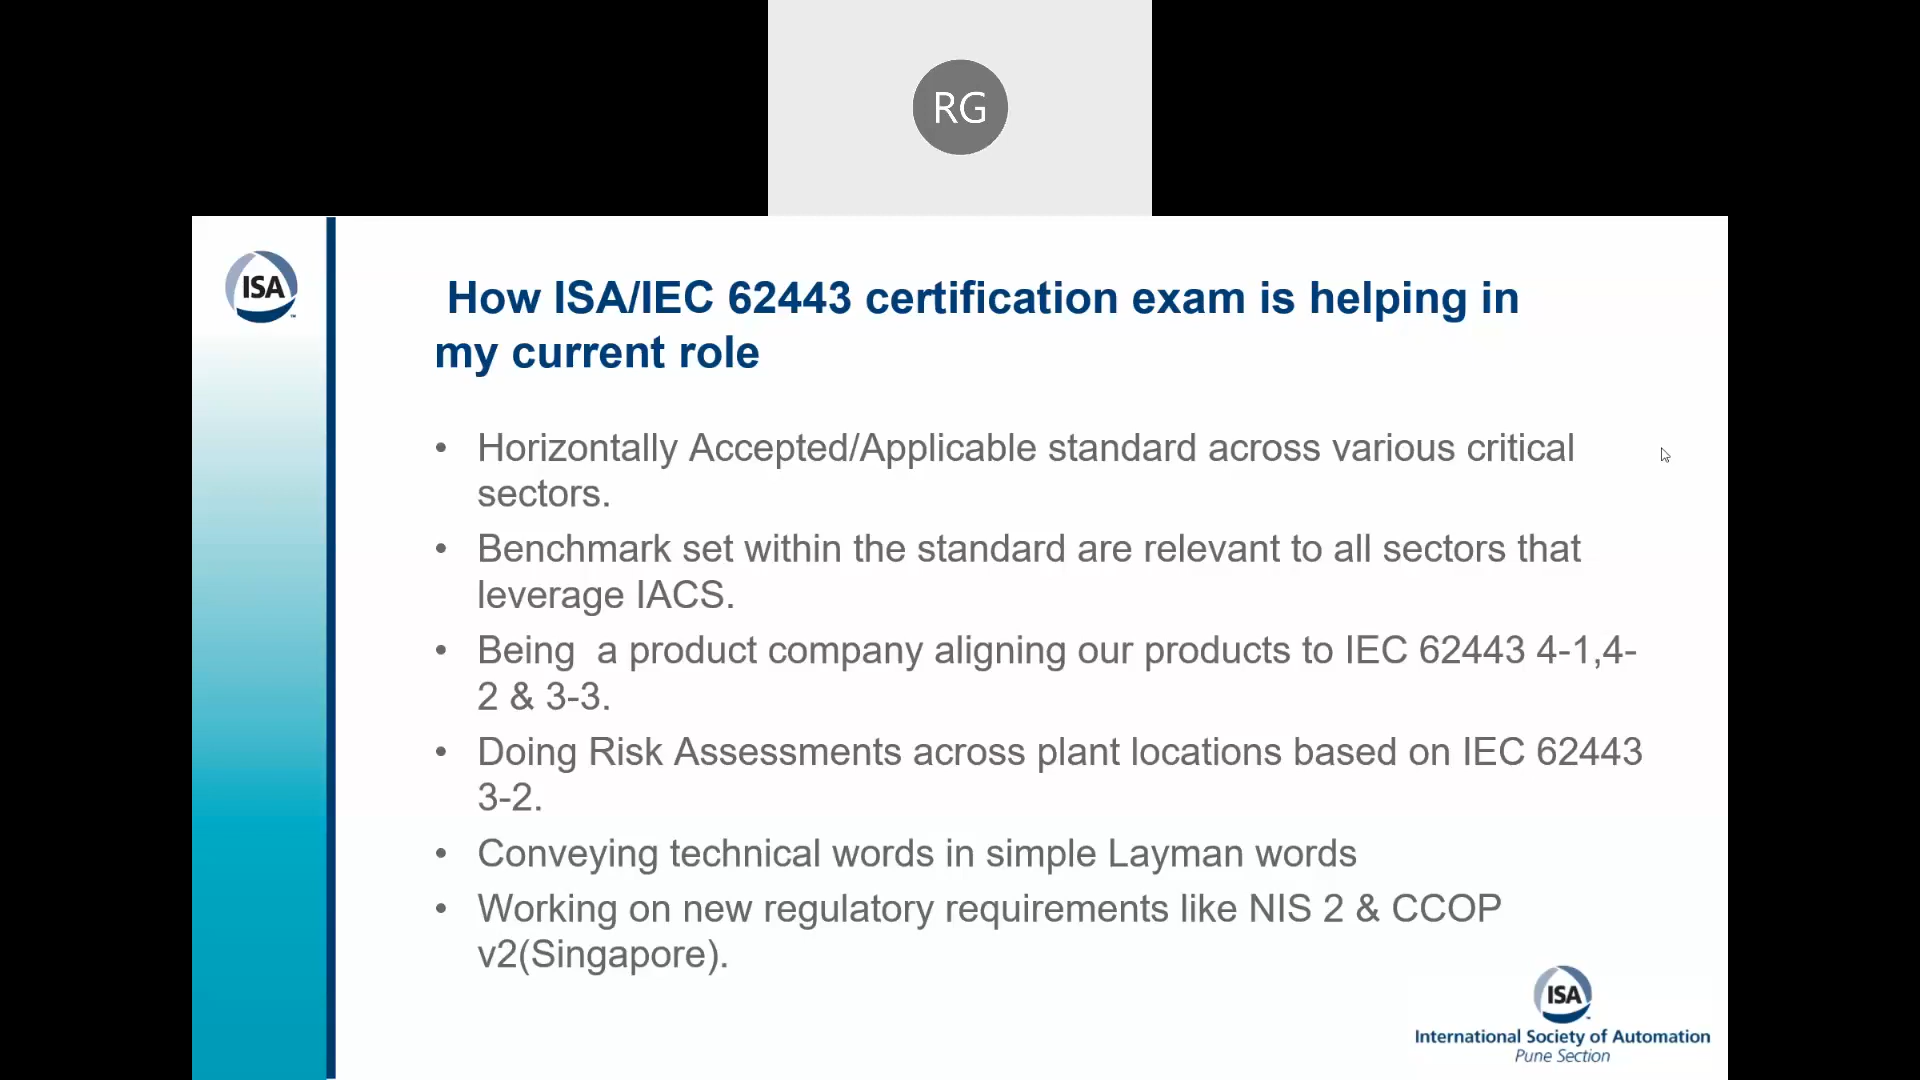 RG
ISA
How ISA/IEC 62443 certification exam is helping in
my current role
• Horizontally Accepted/Applicable standard across various critical
sectors.
• Benchmark set within the standard are relevant to all sectors that
leverage IACS.
• Being  a product company aligning our products to IEC 62443 4-1,4-
2 & 3-3.
• Doing Risk Assessments across plant locations based on IEC 62443
3-2.
• Conveying technical words in simple Layman words
• Working on new regulatory requirements like NIS 2 & CCOP
v2(Singapore).
ISA
International Society of Automation
Pune Section